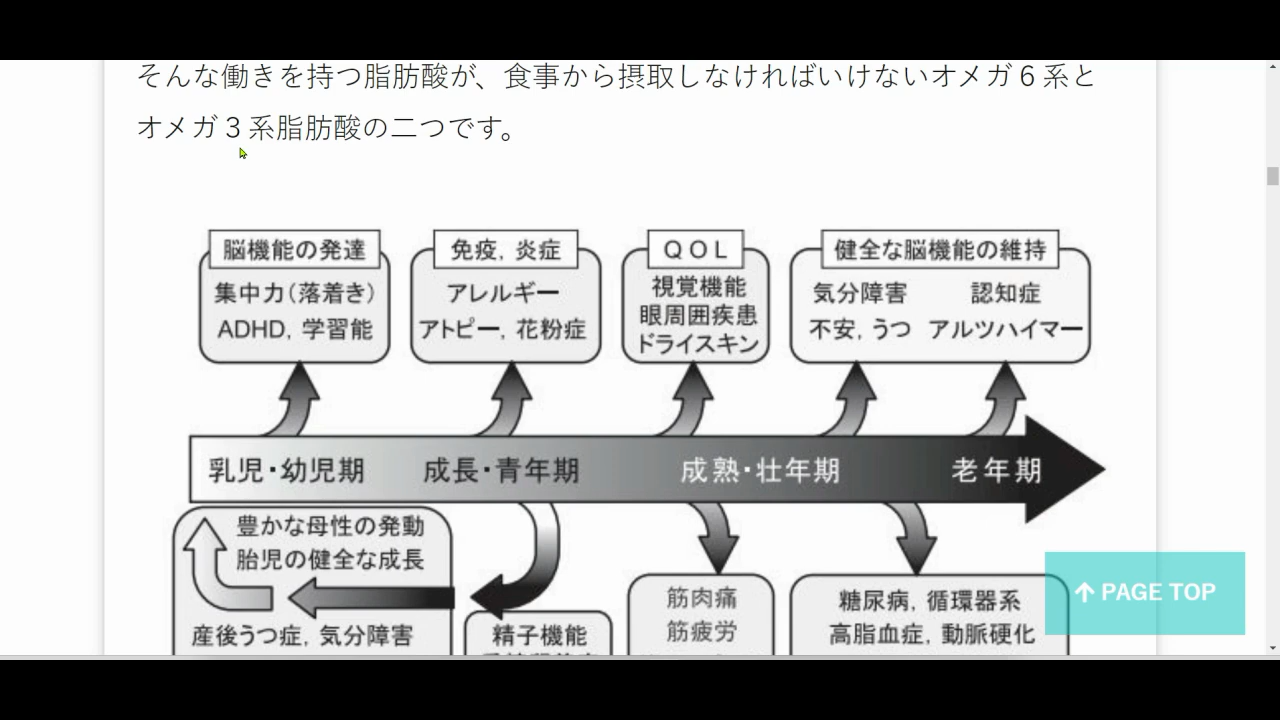 そんな働きを持つ脂肪酸が、食事から摂取しなければいけないオメガ６系と
オメガ３系脂肪酸の二つです。
脳機能の発達
集中力（落着き）
ADHD, 学習能
免疫, 炎症
アレルギー
アトピー, 花粉症
ＱＯＬ
視覚機能
眼周囲疾患
ドライスキン
健全な脳機能の維持
気分障害 認知症
不安, うつ アルツハイマー
乳児・幼児期 成長・青年期 成熟・壮年期 老年期
豊かな母性の発動
胎児の健全な成長
産後うつ症, 気分障害
精子機能
筋肉痛
筋疲労
糖尿病, 循環器系
高脂血症, 動脈硬化
↑ PAGE TOP